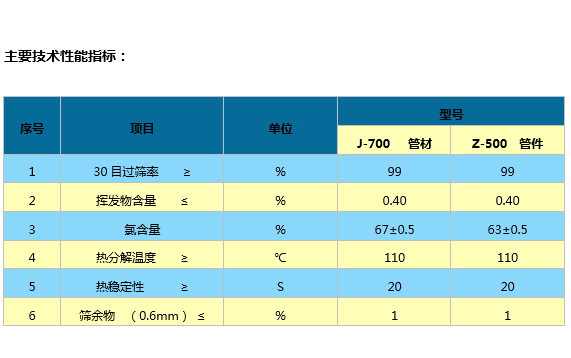 主要技术性能指标：
序号 项目 单位 型号
J-700 管材 Z-500 管件
1 30目过筛率 ≥ % 99 99
2 挥发物含量 ≤ % 0.40 0.40
3 氯含量 % 67±0.5 63±0.5
4 热分解温度 ≥ ℃ 110 110
5 热稳定性 ≥ S 20 20
6 筛余物 （0.6mm） ≤ % 1 1